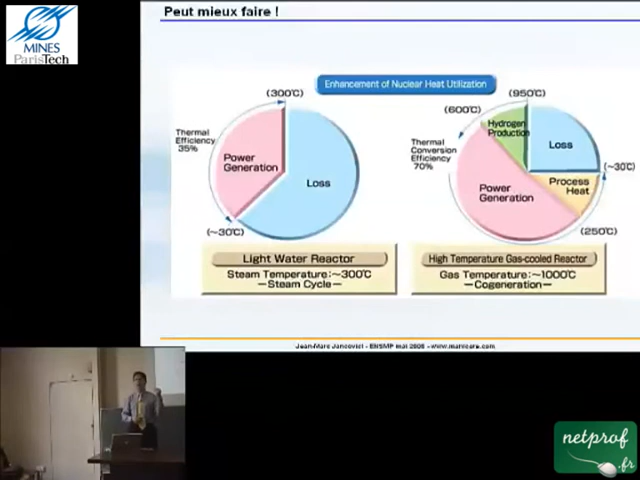 Peut mieux faire !
MINES
ParisTech
Enhancement of Nuclear Heat Utilization
(300℃)
Thermal
Efficiency
35%
Power
Generation
Loss
(~30℃)
Light Water Reactor
Steam Temperature:~300℃
—Steam Cycle—
(950℃)
(600℃)
Hydrogen
Production
Loss
Thermal
Conversion
Efficiency
70%
(~30℃)
Process
Heat
Power
Generation
(250℃)
High Temperature Gas-cooled Reactor
Gas Temperature:~1000℃
—Cogeneration—
Jean-Marc Jancovici - ENSMP mai 2006 - www.manicore.com
netprof
.fr